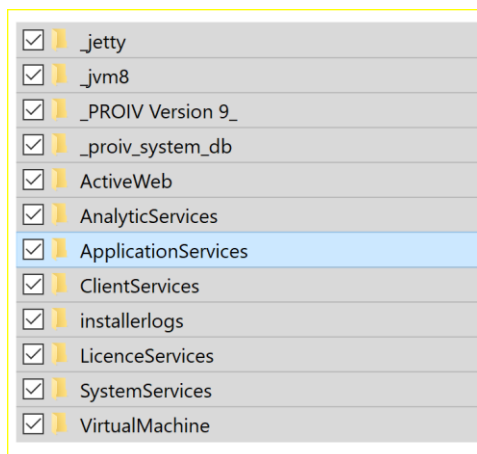 _jetty
_jvm8
_PROIV Version 9_
_proiv_system_db
ActiveWeb
AnalyticServices
ApplicationServices
ClientServices
installerlogs
LicenceServices
SystemServices
VirtualMachine